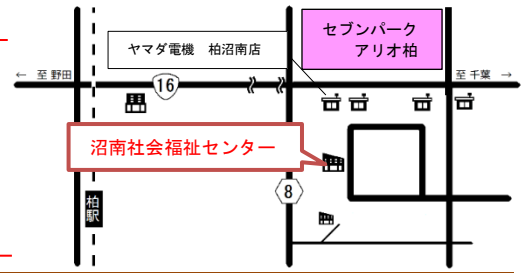 セブンパーク
アリオ柏
ヤマダ電機　柏沼南店
← 至野田
至千葉 →
16
沼南社会福祉センター
8
柏駅